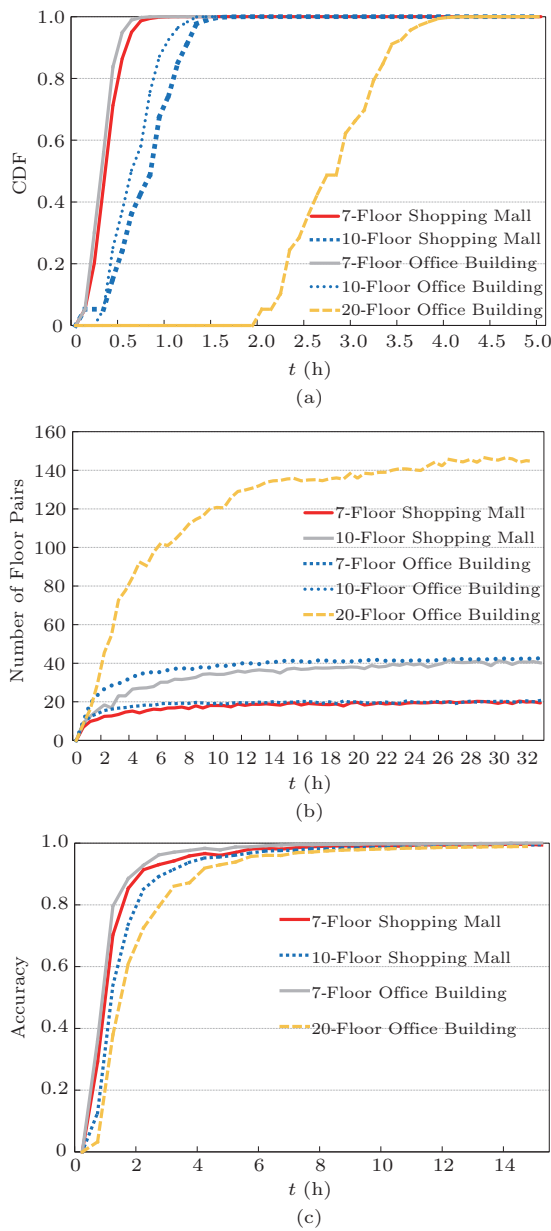 1.0
0.8
0.6
0.4
0.2
0
CDF
7-Floor Shopping Mall
10-Floor Shopping Mall
7-Floor Office Building
10-Floor Office Building
20-Floor Office Building
0.5 1.0 1.5 2.0 2.5 3.0 3.5 4.0 4.5 5.0
t (h)
(a)
160
140
120
100
80
60
40
20
0
Number of Floor Pairs
7-Floor Shopping Mall
10-Floor Shopping Mall
7-Floor Office Building
10-Floor Office Building
20-Floor Office Building
0 2 4 6 8 10 12 14 16 18 20 22 24 26 28 30 32
t (h)
(b)
1.0
0.8
0.6
0.4
0.2
0
Accuracy
7-Floor Shopping Mall
10-Floor Shopping Mall
7-Floor Office Building
20-Floor Office Building
0 2 4 6 8 10 12 14
t (h)
(c)